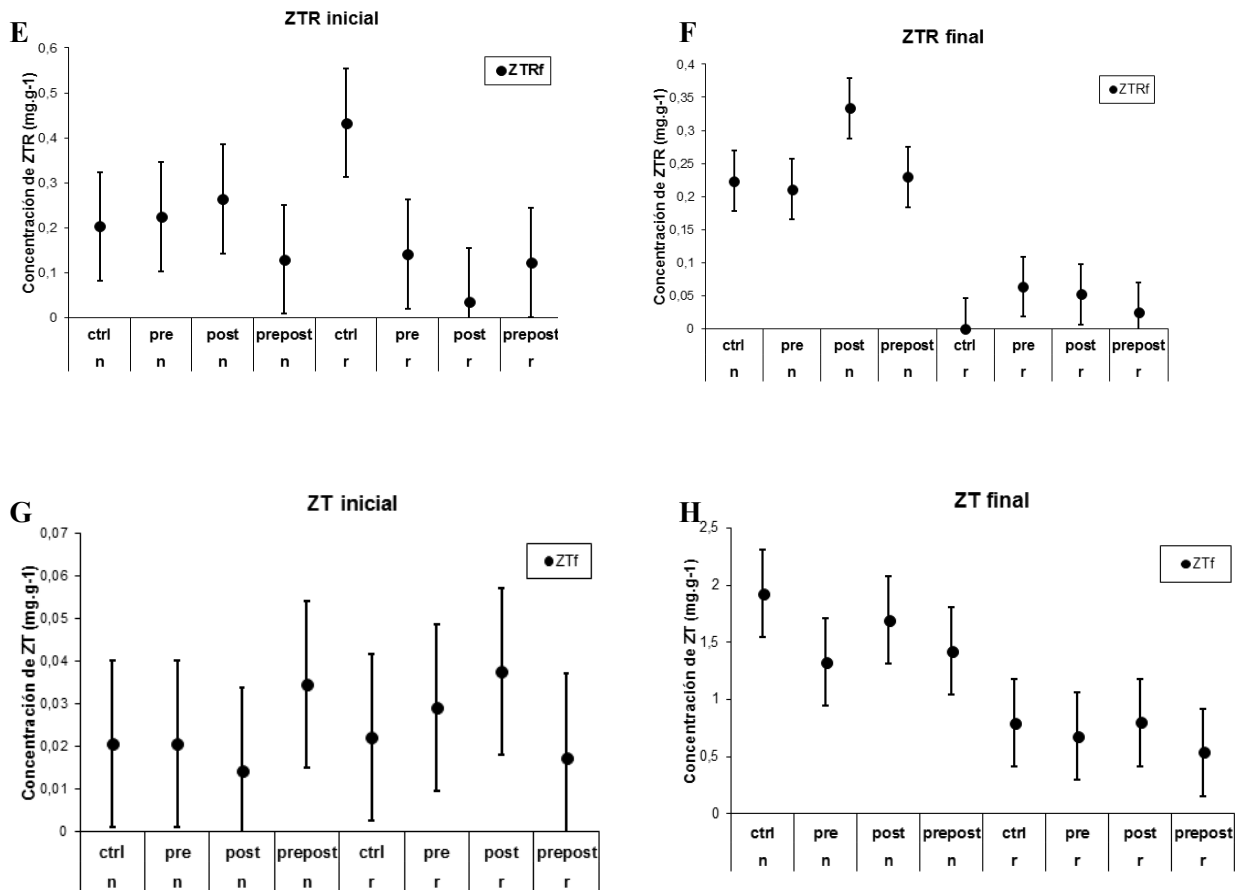 E
ZTR inicial
Concentración de ZTR (mg.g-1)
0,6
0,5
0,4
0,3
0,2
0,1
0
ZTRf
ctrl pre post prepost ctrl pre post prepost
n n n n r r r r
F
ZTR final
Concentración de ZTR (mg.g-1)
0,4
0,35
0,3
0,25
0,2
0,15
0,1
0,05
0
ZTRf
ctrl pre post prepost ctrl pre post prepost
n n n n r r r r
G
ZT inicial
Concentración de ZT (mg.g-1)
0,07
0,06
0,05
0,04
0,03
0,02
0,01
0
ZTf
ctrl pre post prepost ctrl pre post prepost
n n n n r r r r
H
ZT final
Concentración de ZT (mg.g-1)
2,5
2
1,5
1
0,5
0
ZTf
ctrl pre post prepost ctrl pre post prepost
n n n n r r r r